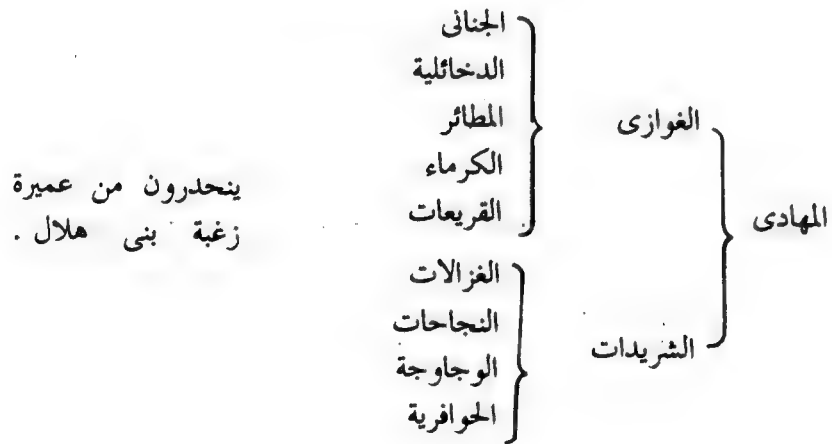 المهادى
الغوازى
الجنانى
الدخائلية
المطائر
الكرماء
القريعات
الشريدات
الغزالات
النجاحات
الوجاوجة
الحوافرية
ينحدرون من عميرة
زغبة بنى هلال .